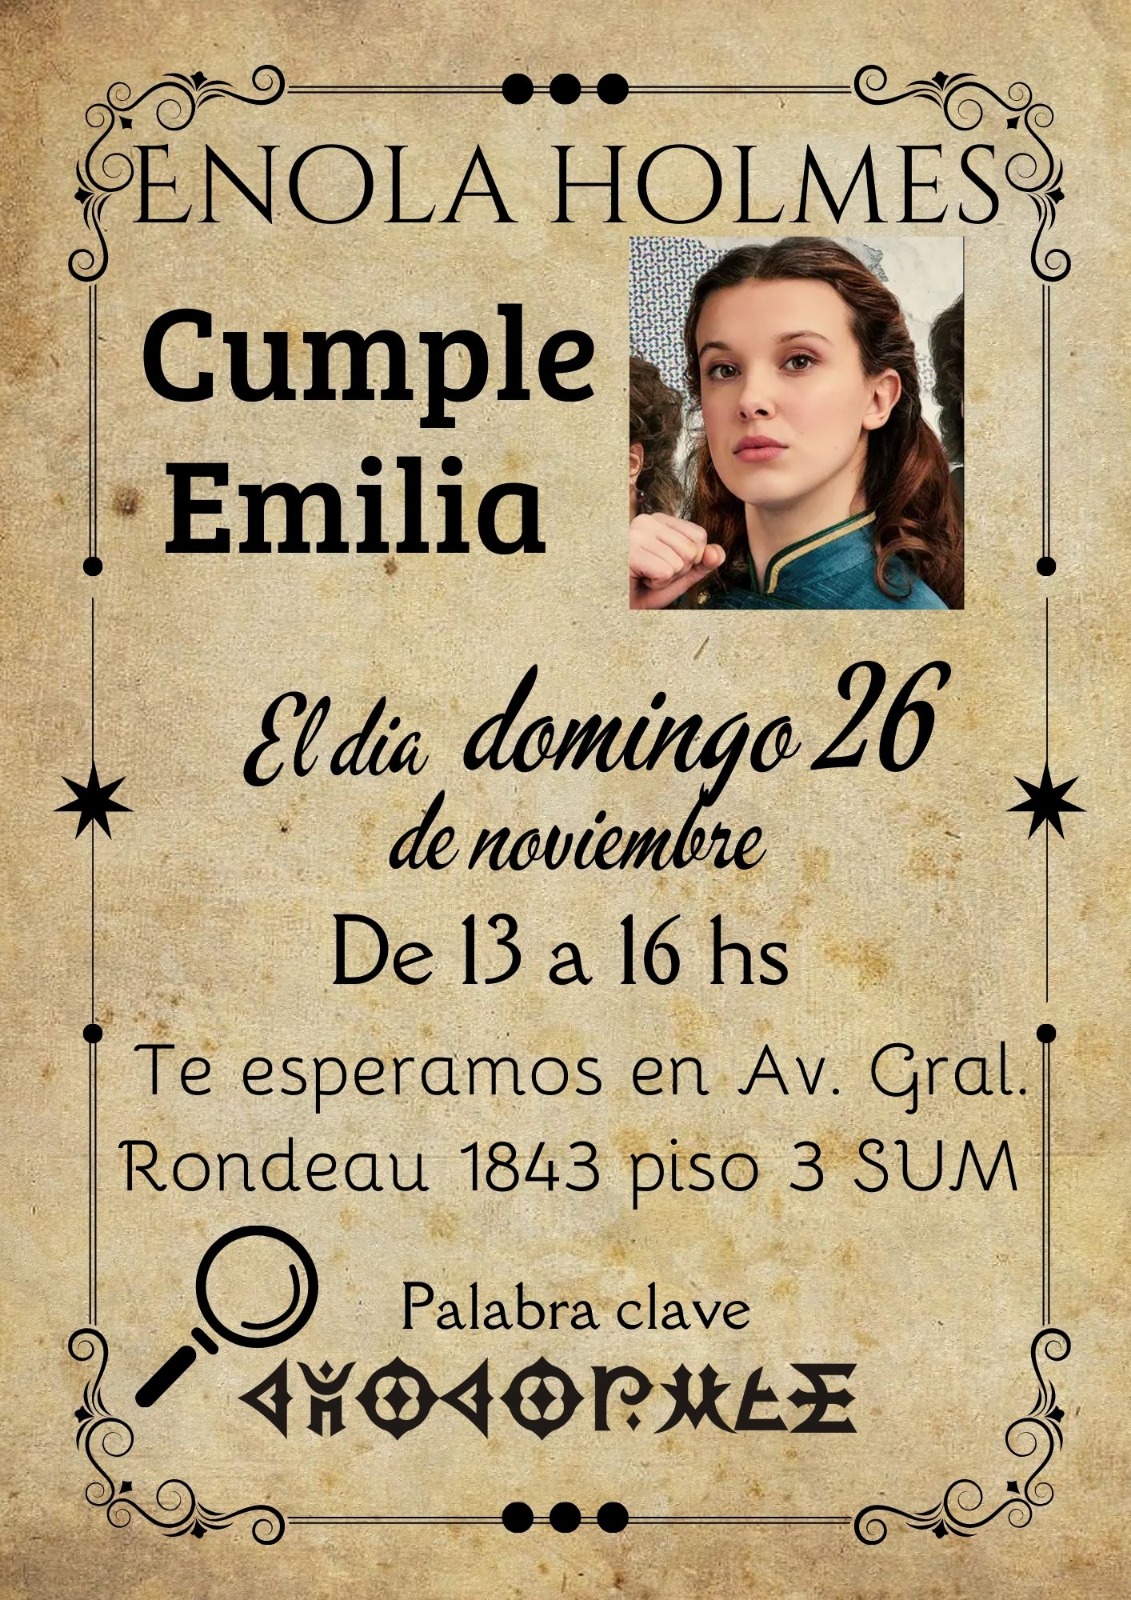 ENOLA HOLMES
Cumple
Emilia
El dia domingo 26
de noviembre
De 13 a 16 hs
Te esperamos en Av. Gral.
Rondeau 1843 piso 3 SUM
Palabra clave